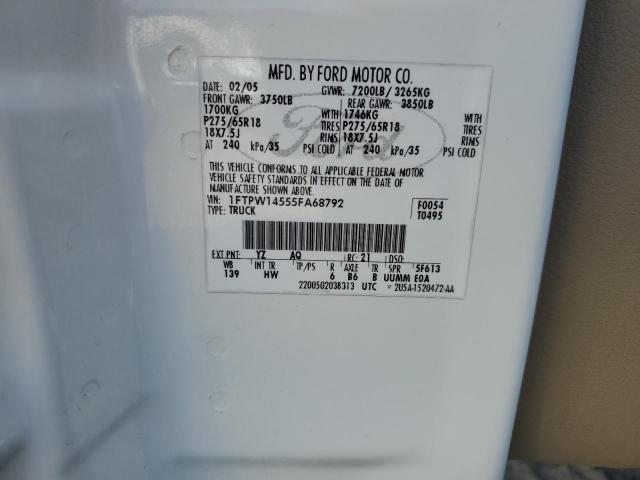 MFD. BY FORD MOTOR CO.
DATE: 02/05 GVWR: 7200LB/ 3265KG
FRONT GAWR: 3750LB REAR GAWR: 3850LB
1700KG WITH 1746KG WITH
P275/65R18 TIRES P275/65R18 TIRES
18X7.5J RIMS 18X7.5J RIMS
AT 240 kPa/35 PSI COLD AT 240 kPa/35 PSI COLD
Ford
THIS VEHICLE CONFORMS TO ALL APPLICABLE FEDERAL MOTOR
VEHICLE SAFETY STANDARDS IN EFFECT ON THE DATE OF
MANUFACTURE SHOWN ABOVE.
VIN: 1FTPW14555FA68792 F0054
TYPE: TRUCK T0495
EXT PNT: YZ AQ RC: 21 DSO:
WB INT TR TP/PS R AXLE TR SPR 5F613
139 HW 6 B6 B UUMM E0A
2200502038313 UTC 2U5A-1520472-AA